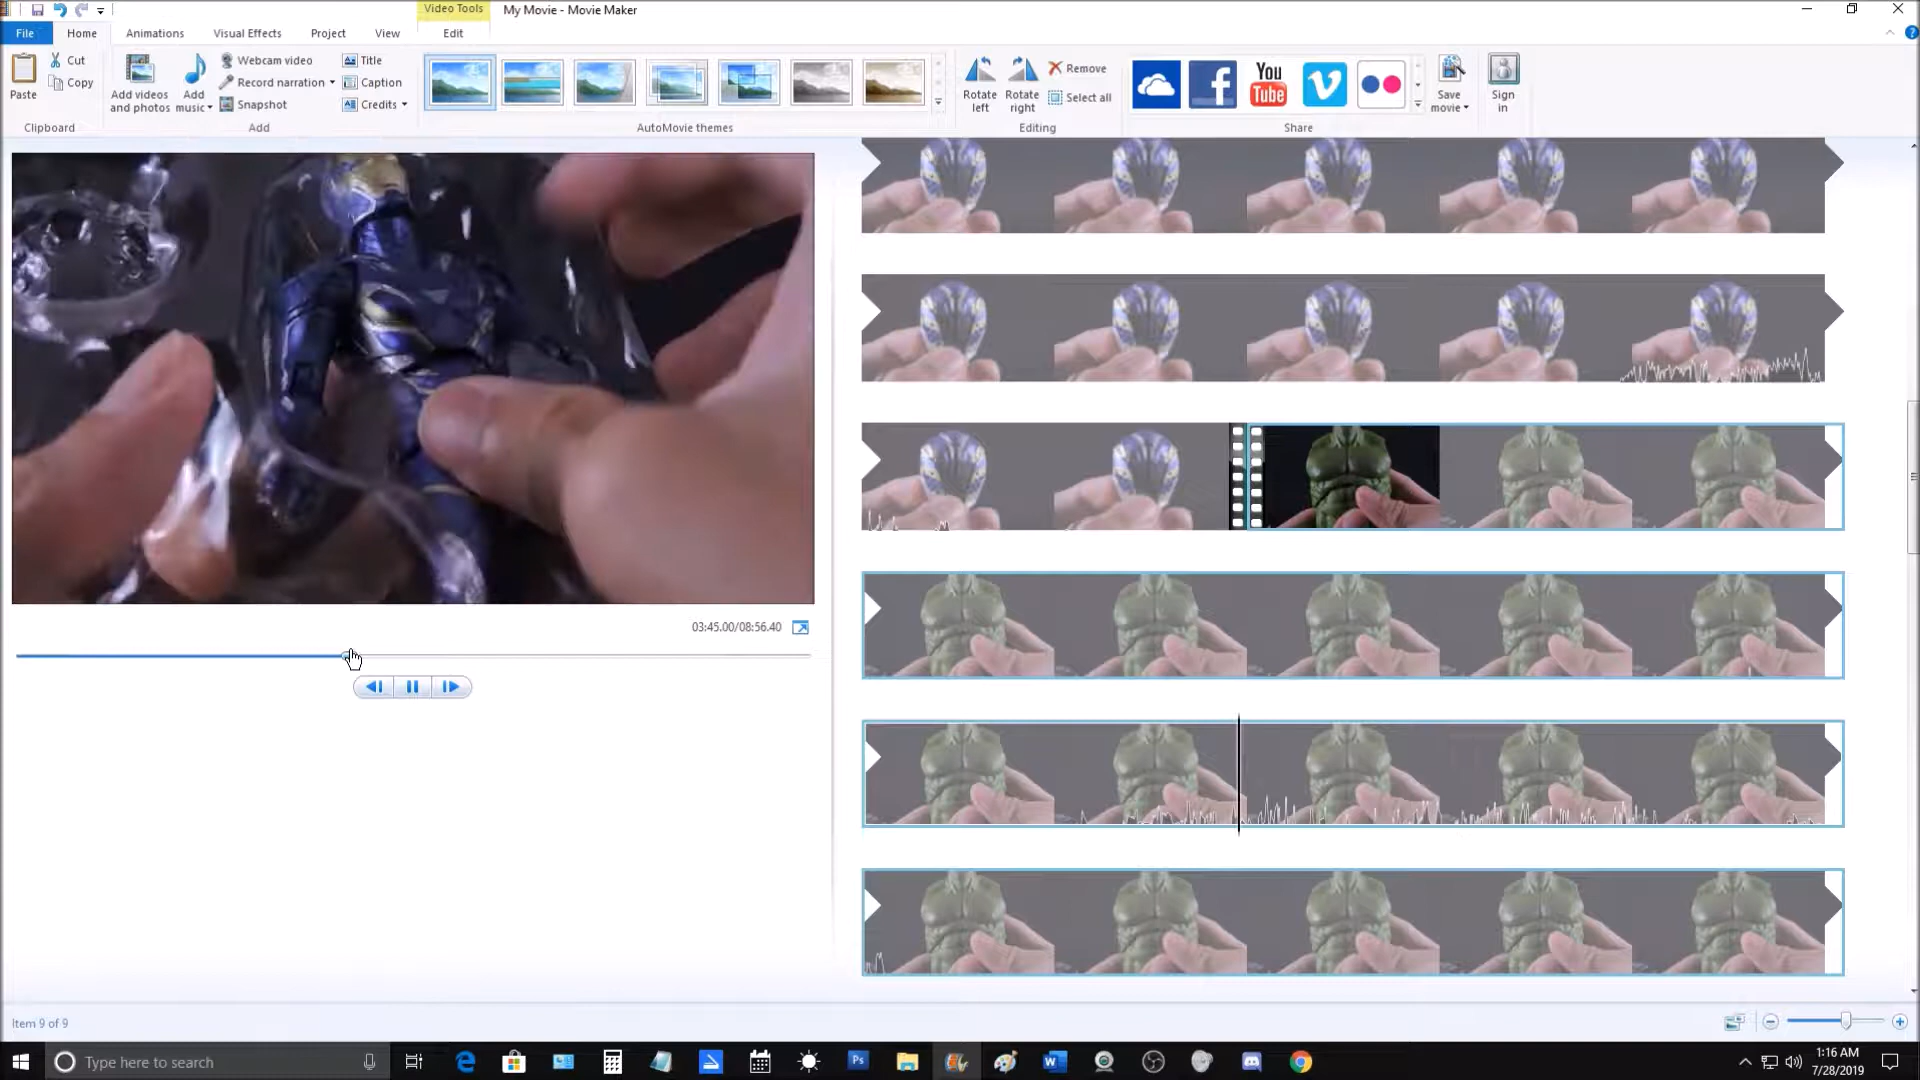 Video Tools
My Movie - Movie Maker
File
Home
Animations
Visual Effects
Project
View
Edit
Paste
Cut
Copy
Clipboard
Add videos
and photos
Add
music
Webcam video
Record narration
Snapshot
Title
Caption
Credits
Add
AutoMovie themes
Rotate
left
Rotate
right
Remove
Select all
Editing
You
Tube
Share
Save
movie
Sign
in
03:45.00/08:56.40
Item 9 of 9
Type here to search
Ps
1:16 AM
7/28/2019